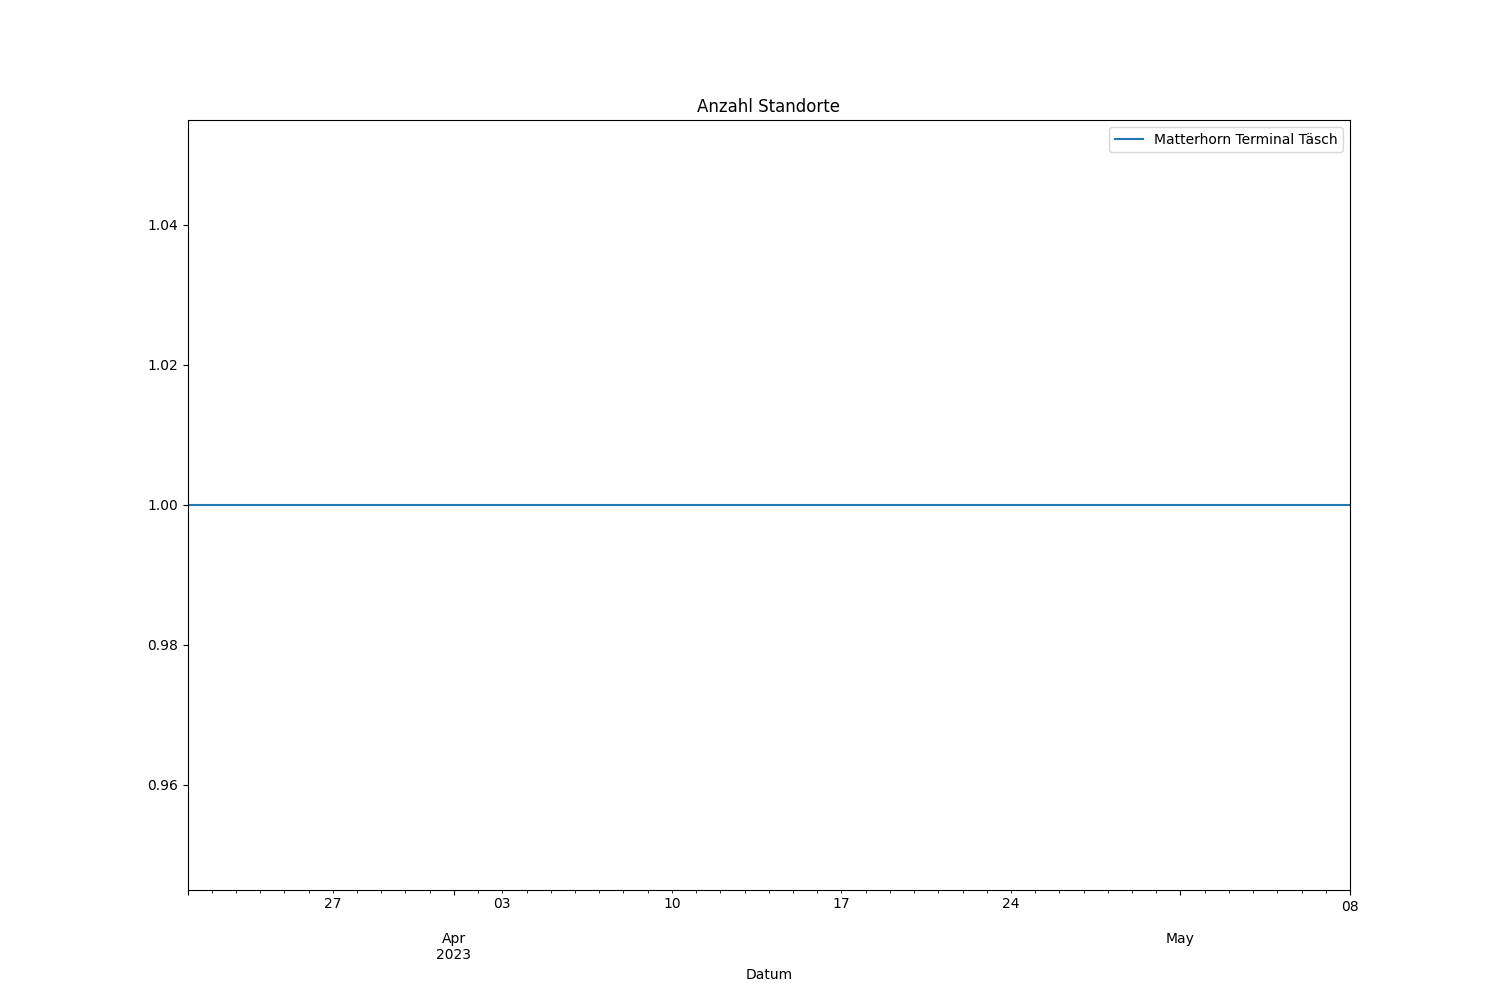 Anzahl Standorte
Matterhorn Terminal Täsch
1.04
1.02
1.00
0.98
0.96
27 03 10 17 24 08
Apr May
2023
Datum